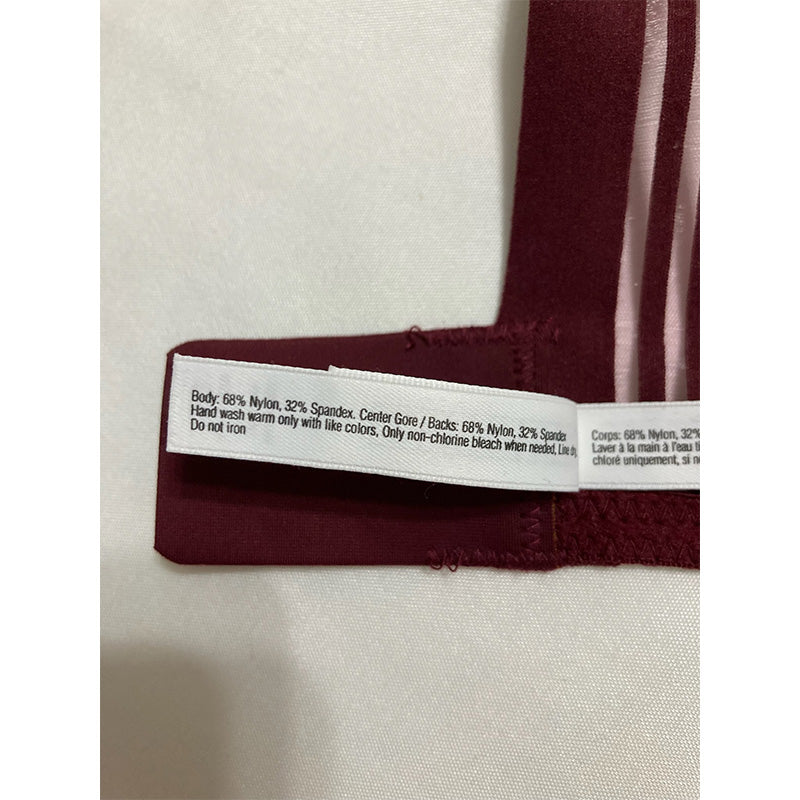 Body: 68% Nylon, 32% Spandex. Center Gore / Backs: 68% Nylon, 32% Spandex
Hand wash warm only with like colors, Only non-chlorine bleach when needed, Line dry,
Do not iron
Corps: 68% Nylon, 32%
Laver à la main à l'eau
chloré uniquement, si